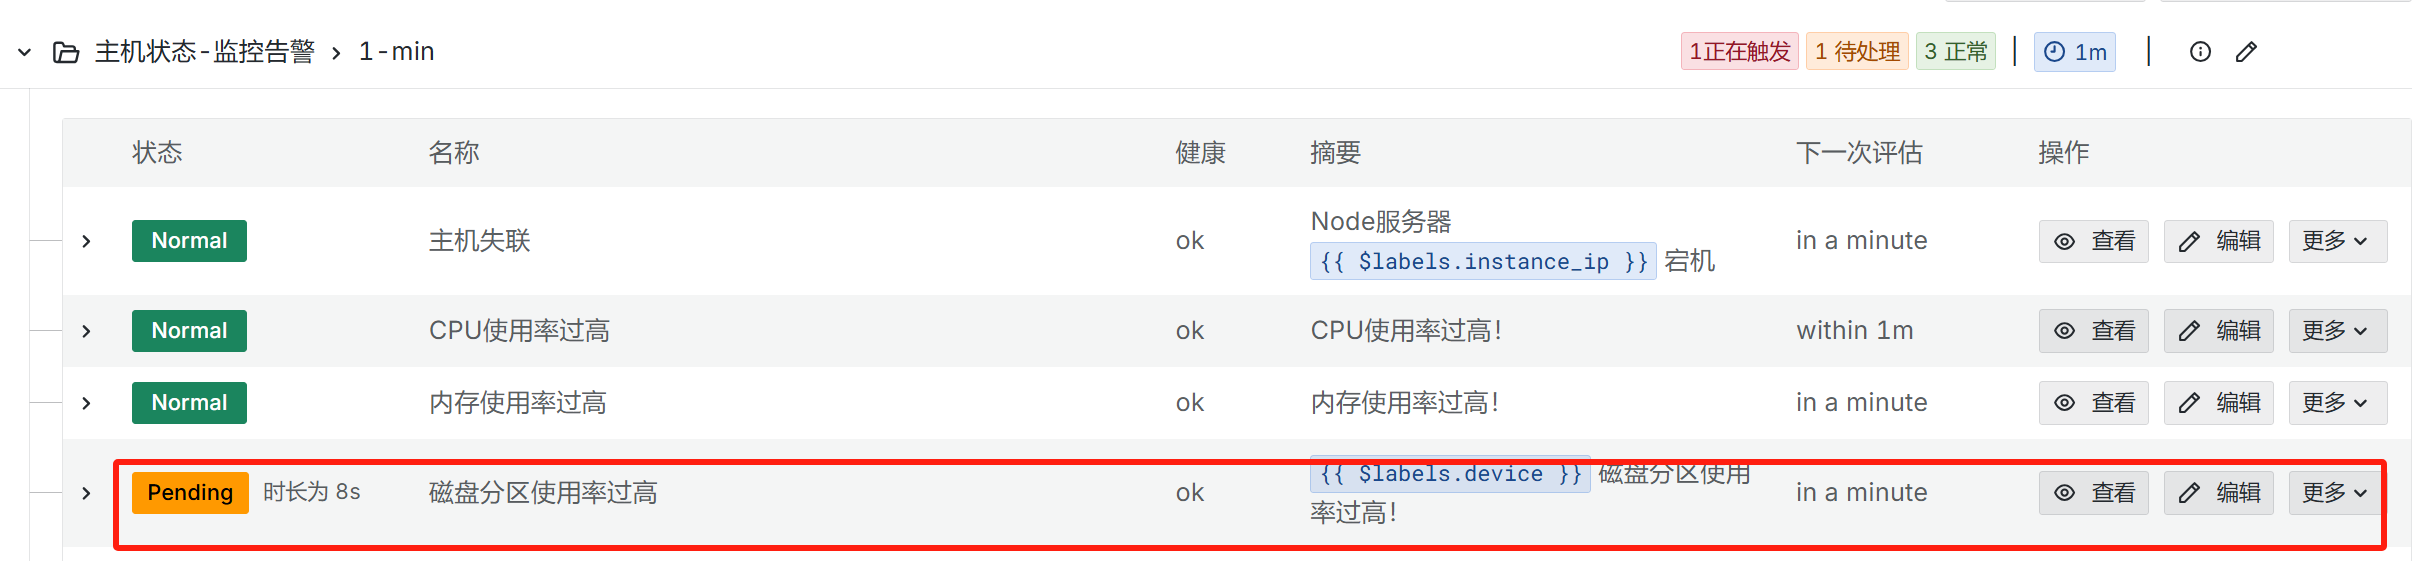 主机状态-监控告警 > 1-min
1正在触发 1 待处理 3 正常 | 1m |
状态 名称 健康 摘要 下一次评估 操作
Normal 主机失联 ok Node服务器 {{ $labels.instance_ip }} 宕机 in a minute 查看 编辑 更多
Normal CPU使用率过高 ok CPU使用率过高! within 1m 查看 编辑 更多
Normal 内存使用率过高 ok 内存使用率过高! in a minute 查看 编辑 更多
Pending 时长为 8s 磁盘分区使用率过高 ok {{ $labels.device }} 磁盘分区使用率过高! in a minute 查看 编辑 更多